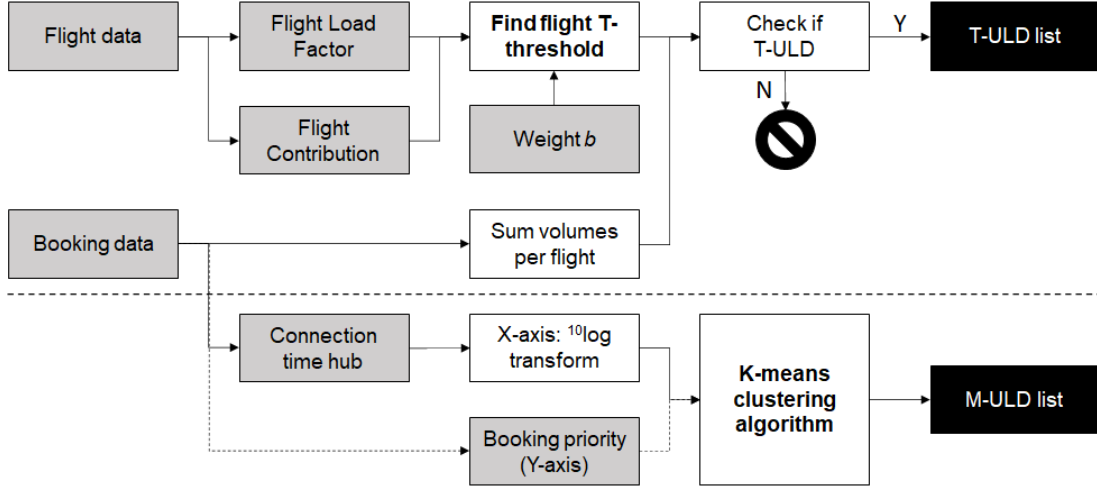 Flight data
Flight Load
Factor
Find flight T-
threshold
Check if
T-ULD
Y
T-ULD list
N
Flight
Contribution
Weight b
Booking data
Sum volumes
per flight
Connection
time hub
X-axis: ¹⁰log
transform
K-means
clustering
algorithm
M-ULD list
Booking priority
(Y-axis)